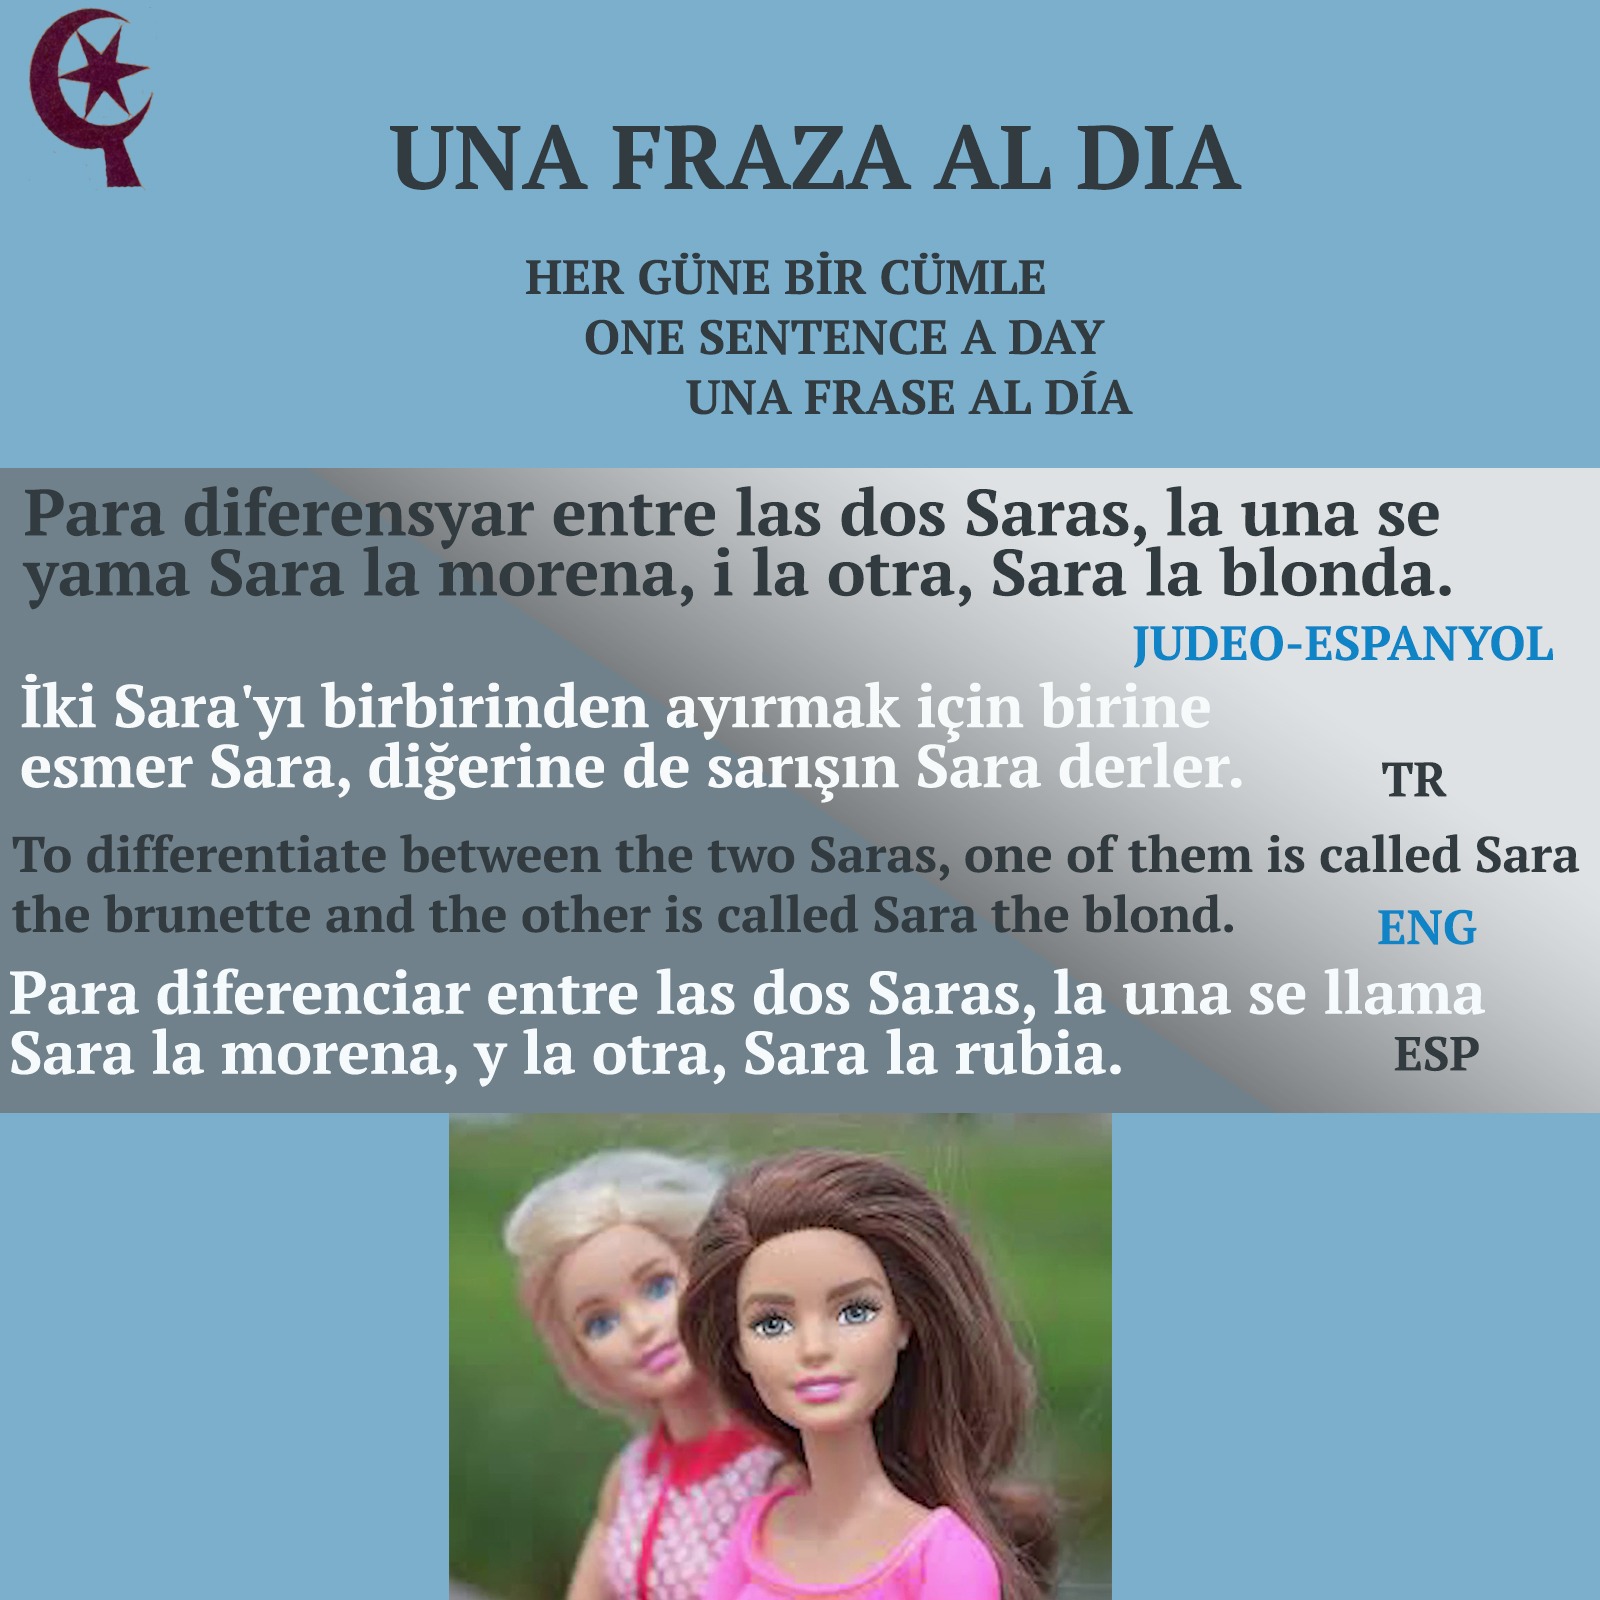 UNA FRAZA AL DIA
HER GÜNE BİR CÜMLE
ONE SENTENCE A DAY
UNA FRASE AL DÍA
Para diferensyar entre las dos Saras, la una se
yama Sara la morena, i la otra, Sara la blonda.
JUDEO-ESPANYOL
İki Sara'yı birbirinden ayırmak için birine
esmer Sara, diğerine de sarışın Sara derler.
TR
To differentiate between the two Saras, one of them is called Sara
the brunette and the other is called Sara the blond.
ENG
Para diferenciar entre las dos Saras, la una se llama
Sara la morena, y la otra, Sara la rubia.
ESP